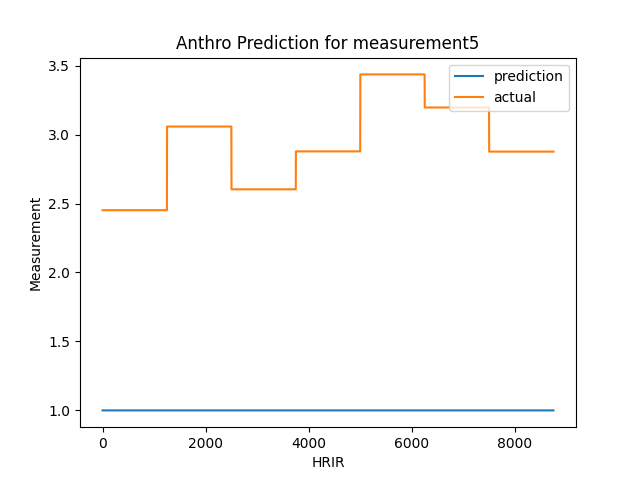 Anthro Prediction for measurement5
prediction
actual
3.5
3.0
2.5
2.0
1.5
1.0
Measurement
0 2000 4000 6000 8000
HRIR